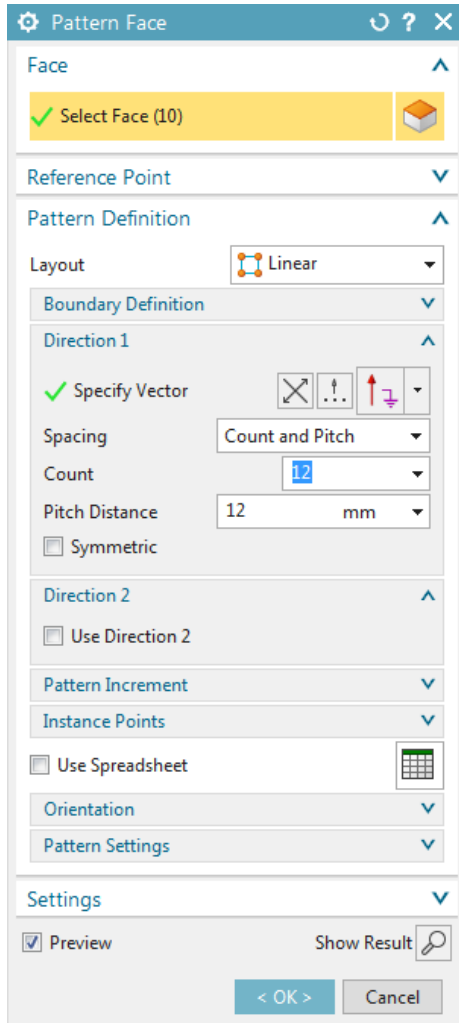 Pattern Face ?
Face
Select Face (10)
Reference Point
Pattern Definition
Layout Linear
Boundary Definition
Direction 1
Specify Vector
Spacing Count and Pitch
Count 12
Pitch Distance 12 mm
Symmetric
Direction 2
Use Direction 2
Pattern Increment
Instance Points
Use Spreadsheet
Orientation
Pattern Settings
Settings
Preview Show Result
< OK > Cancel